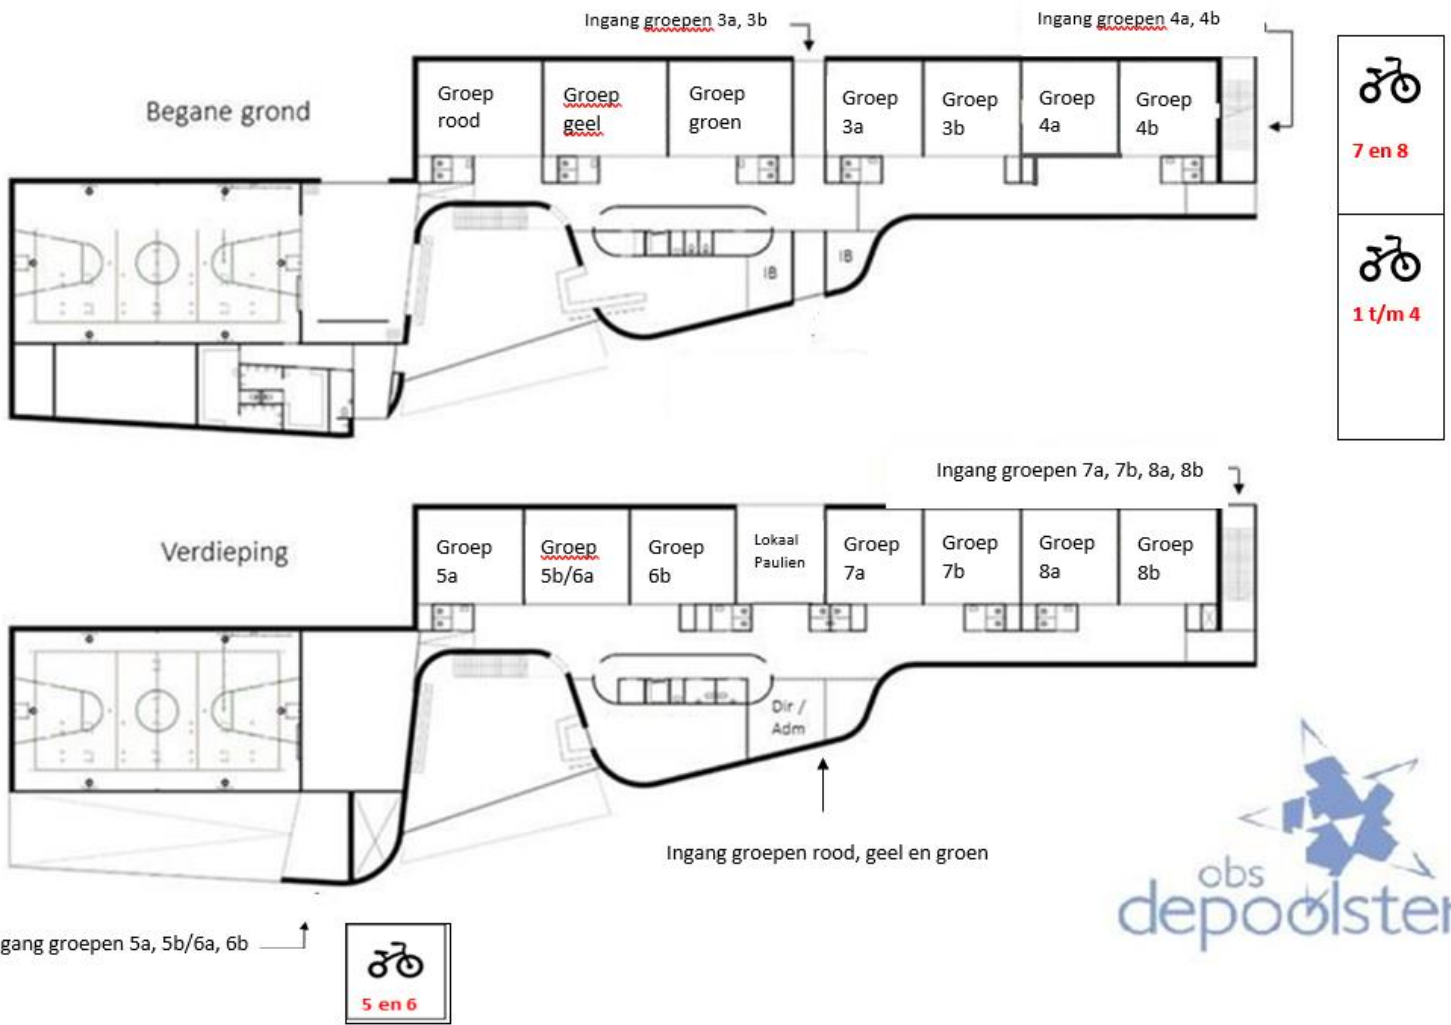 Ingang groepen 3a, 3b
Ingang groepen 4a, 4b
Begane grond
Groep
rood
Groep
geel
Groep
groen
Groep
3a
Groep
3b
Groep
4a
Groep
4b
7 en 8
1 t/m 4
IB
IB
Ingang groepen 7a, 7b, 8a, 8b
Verdieping
Groep
5a
Groep
5b/6a
Groep
6b
Lokaal
Paulien
Groep
7a
Groep
7b
Groep
8a
Groep
8b
Dir /
Adm
Ingang groepen rood, geel en groen
gang groepen 5a, 5b/6a, 6b
5 en 6
obs
depoolster